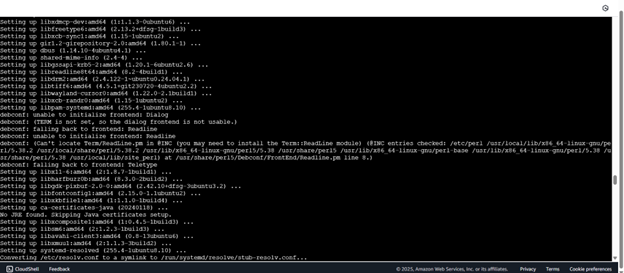 Setting up libxdmcp-dev:amd64 (1:1.1.3-0ubuntu6) ...
Setting up libfreetype6:amd64 (2.13.2+dfsg-1build3) ...
Setting up libxcb-sync1:amd64 (1.15-1ubuntu2) ...
Setting up gir1.2-girepository-2.0:amd64 (1.80.1-1) ...
Setting up dbus (1.14.10-4ubuntu4.1) ...
Setting up shared-mime-info (2.4-4) ...
Setting up libgssapi-krb5-2:amd64 (1.20.1-6ubuntu2.6) ...
Setting up libreadline8t64:amd64 (8.2-4build1) ...
Setting up libdrm2:amd64 (2.4.122-1~ubuntu0.24.04.1) ...
Setting up libtiff6:amd64 (4.5.1+git230720-4ubuntu2.2) ...
Setting up libwayland-cursor0:amd64 (1.22.0-2.1build1) ...
Setting up libxcb-randr0:amd64 (1.15-1ubuntu2) ...
Setting up libpam-systemd:amd64 (255.4-1ubuntu8.10) ...
debconf: unable to initialize frontend: Dialog
debconf: (TERM is not set, so the dialog frontend is not usable.)
debconf: falling back to frontend: Readline
debconf: unable to initialize frontend: Readline
debconf: (Can't locate Term/ReadLine.pm in @INC (you may need to install the Term::ReadLine module) (@INC entries checked: /etc/perl /usr/local/lib/x86_64-linux-gnu/pe
rl/5.38.2 /usr/local/share/perl/5.38.2 /usr/lib/x86_64-linux-gnu/perl5/5.38 /usr/share/perl5 /usr/lib/x86_64-linux-gnu/perl-base /usr/lib/x86_64-linux-gnu/perl/5.38 /u
sr/share/perl/5.38 /usr/local/lib/site_perl) at /usr/share/perl5/Debconf/FrontEnd/Readline.pm line 8.)
debconf: falling back to frontend: Teletype
Setting up libx11-6:amd64 (2:1.8.7-1build1) ...
Setting up libharfbuzz0b:amd64 (8.3.0-2build2) ...
Setting up libgdk-pixbuf-2.0-0:amd64 (2.42.10+dfsg-3ubuntu3.2) ...
Setting up libfontconfig1:amd64 (2.15.0-1.1ubuntu2) ...
Setting up libxkbfile1:amd64 (1:1.1.0-1build4) ...
Setting up ca-certificates-java (20240118) ...
No JRE found. Skipping Java certificates setup.
Setting up libxcomposite1:amd64 (1:0.4.5-1build3) ...
Setting up libsm6:amd64 (2:1.2.3-1build3) ...
Setting up libavahi-client3:amd64 (0.8-13ubuntu6) ...
Setting up libxmuu1:amd64 (2:1.1.3-3build2) ...
Setting up systemd-resolved (255.4-1ubuntu8.10) ...
Converting /etc/resolv.conf to a symlink to /run/systemd/resolve/stub-resolv.conf...
CloudShell Feedback © 2025, Amazon Web Services, Inc. or its affiliates. Privacy Terms Cookie preferences